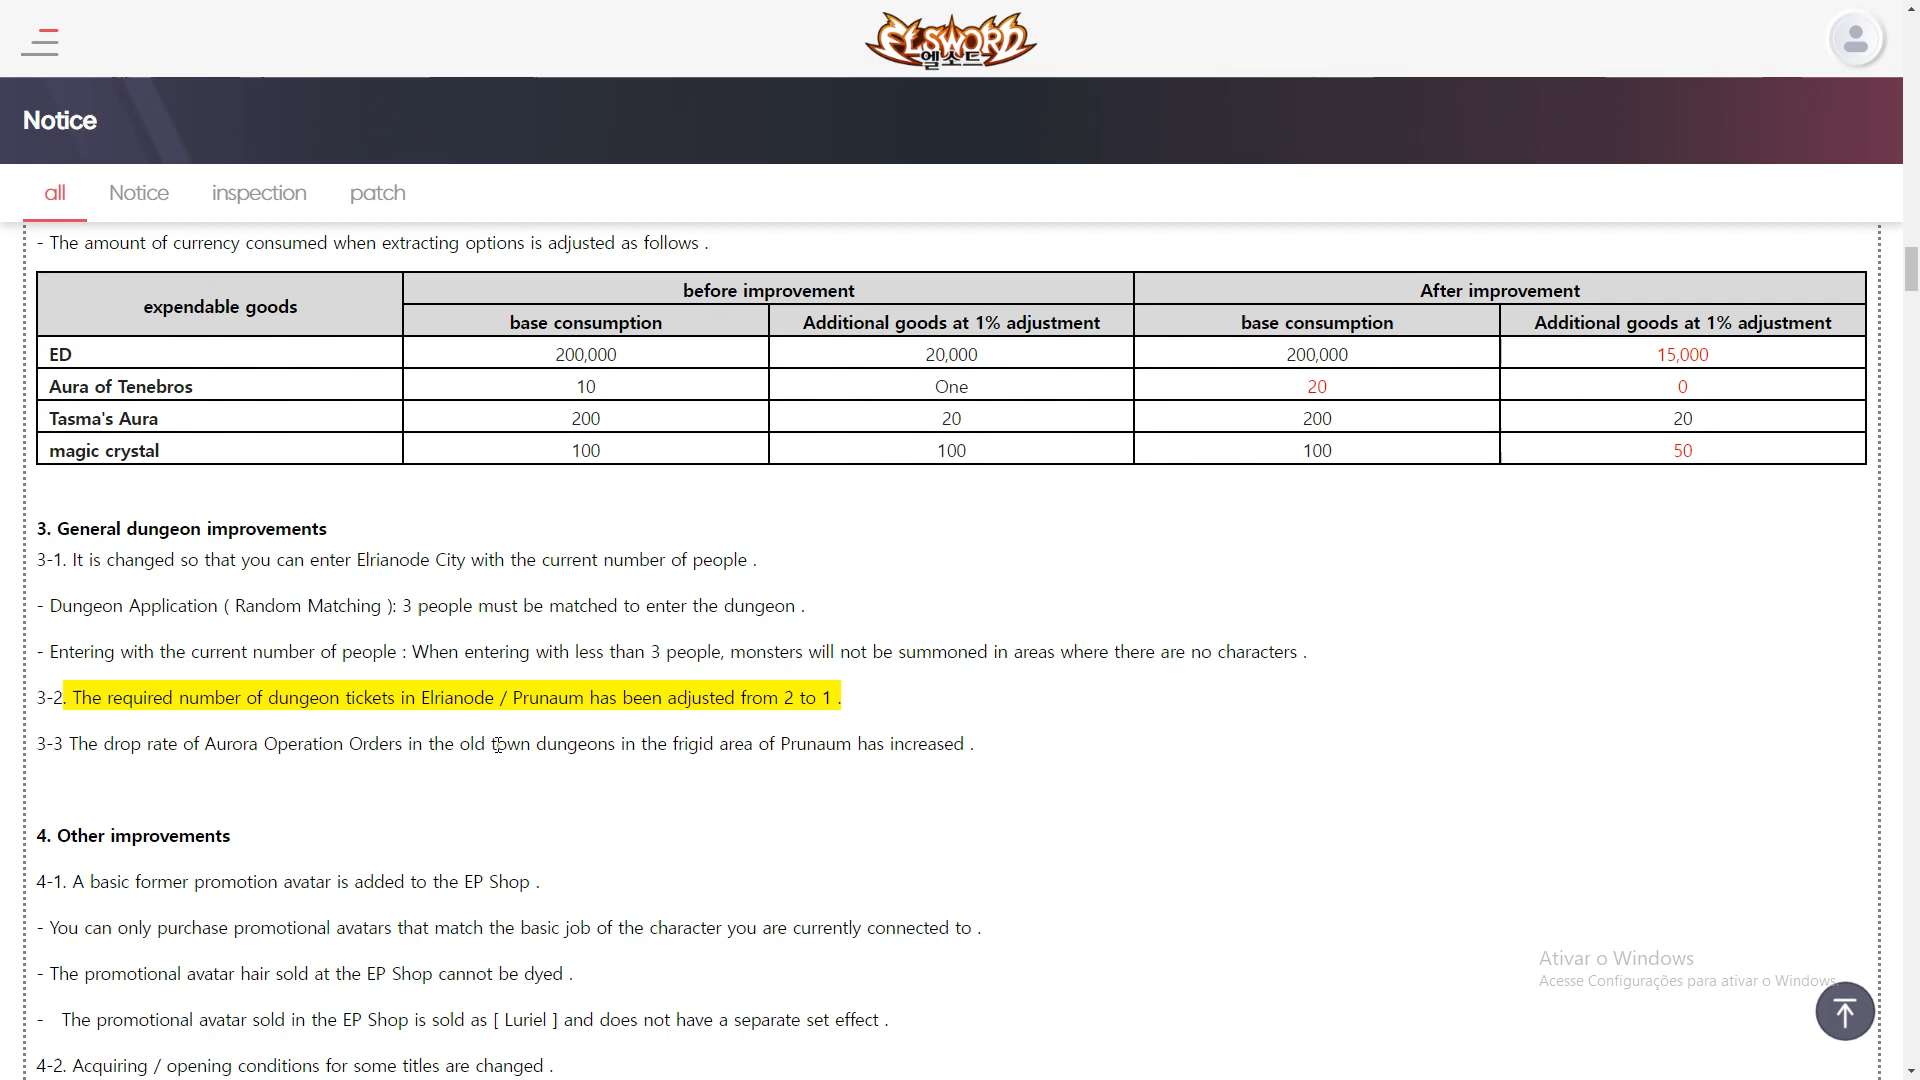 ELSWORD
엘소드
Notice
all Notice inspection patch
- The amount of currency consumed when extracting options is adjusted as follows .
expendable goods before improvement After improvement
base consumption Additional goods at 1% adjustment base consumption Additional goods at 1% adjustment
ED 200,000 20,000 200,000 15,000
Aura of Tenebros 10 One 20 0
Tasma's Aura 200 20 200 20
magic crystal 100 100 100 50
3. General dungeon improvements
3-1. It is changed so that you can enter Elrianode City with the current number of people .
- Dungeon Application ( Random Matching ): 3 people must be matched to enter the dungeon .
- Entering with the current number of people : When entering with less than 3 people, monsters will not be summoned in areas where there are no characters .
3-2. The required number of dungeon tickets in Elrianode / Prunaum has been adjusted from 2 to 1 .
3-3 The drop rate of Aurora Operation Orders in the old town dungeons in the frigid area of Prunaum has increased .
4. Other improvements
4-1. A basic former promotion avatar is added to the EP Shop .
- You can only purchase promotional avatars that match the basic job of the character you are currently connected to .
- The promotional avatar hair sold at the EP Shop cannot be dyed .
- The promotional avatar sold in the EP Shop is sold as [ Luriel ] and does not have a separate set effect .
4-2. Acquiring / opening conditions for some titles are changed .
Ativar o Windows
Acesse Configurações para ativar o Windows.